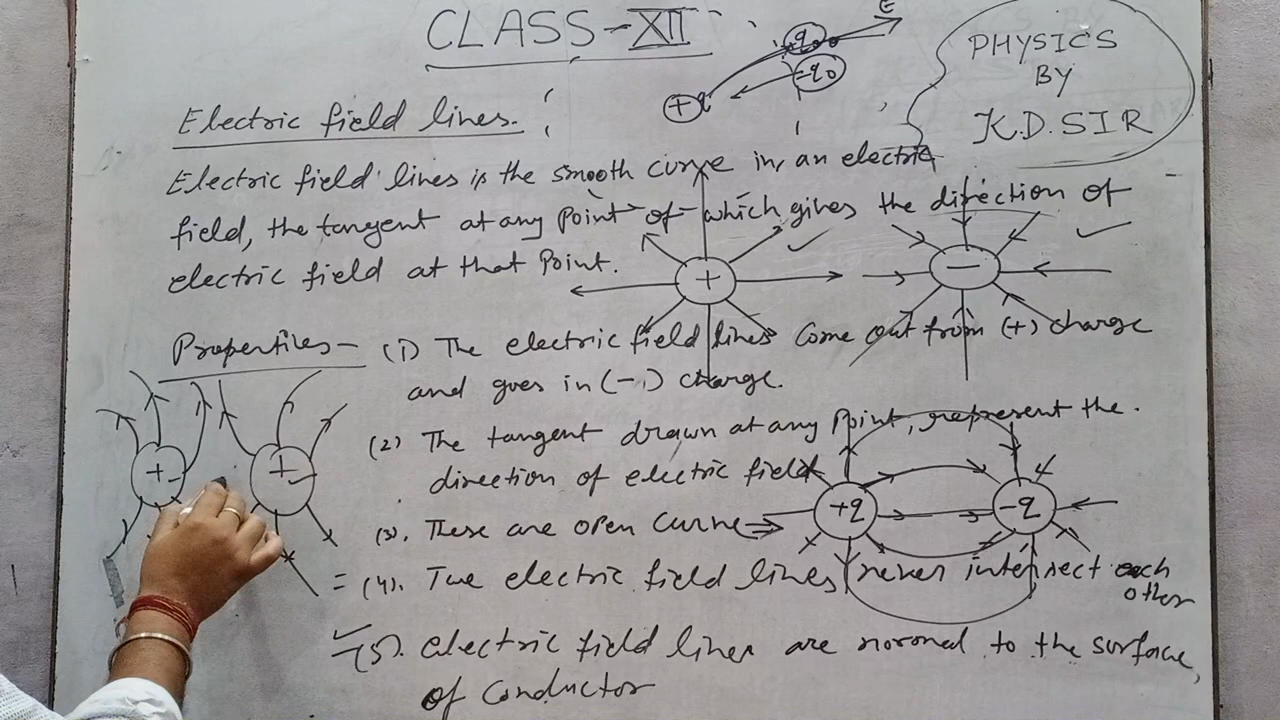 CLASS-XII
E
q₀
-q₀
+q
PHYSICS
BY
K.D. SIR
Electric field lines.
Electric field lines is the smooth curve in, an electric
field, the tangent at any point of which gives the direction of
electric field at that point.
+
-
Properties- (1) The electric field lines come out from (+) charge
and goes in (-) charge.
(2) The tangent drawn at any point, represent the.
direction of electric field
(3). These are open curve
= (4). Two electric field lines never intersect each
other
(5). electric field lines are normal to the surface,
of conductor
+
+
+q
-q